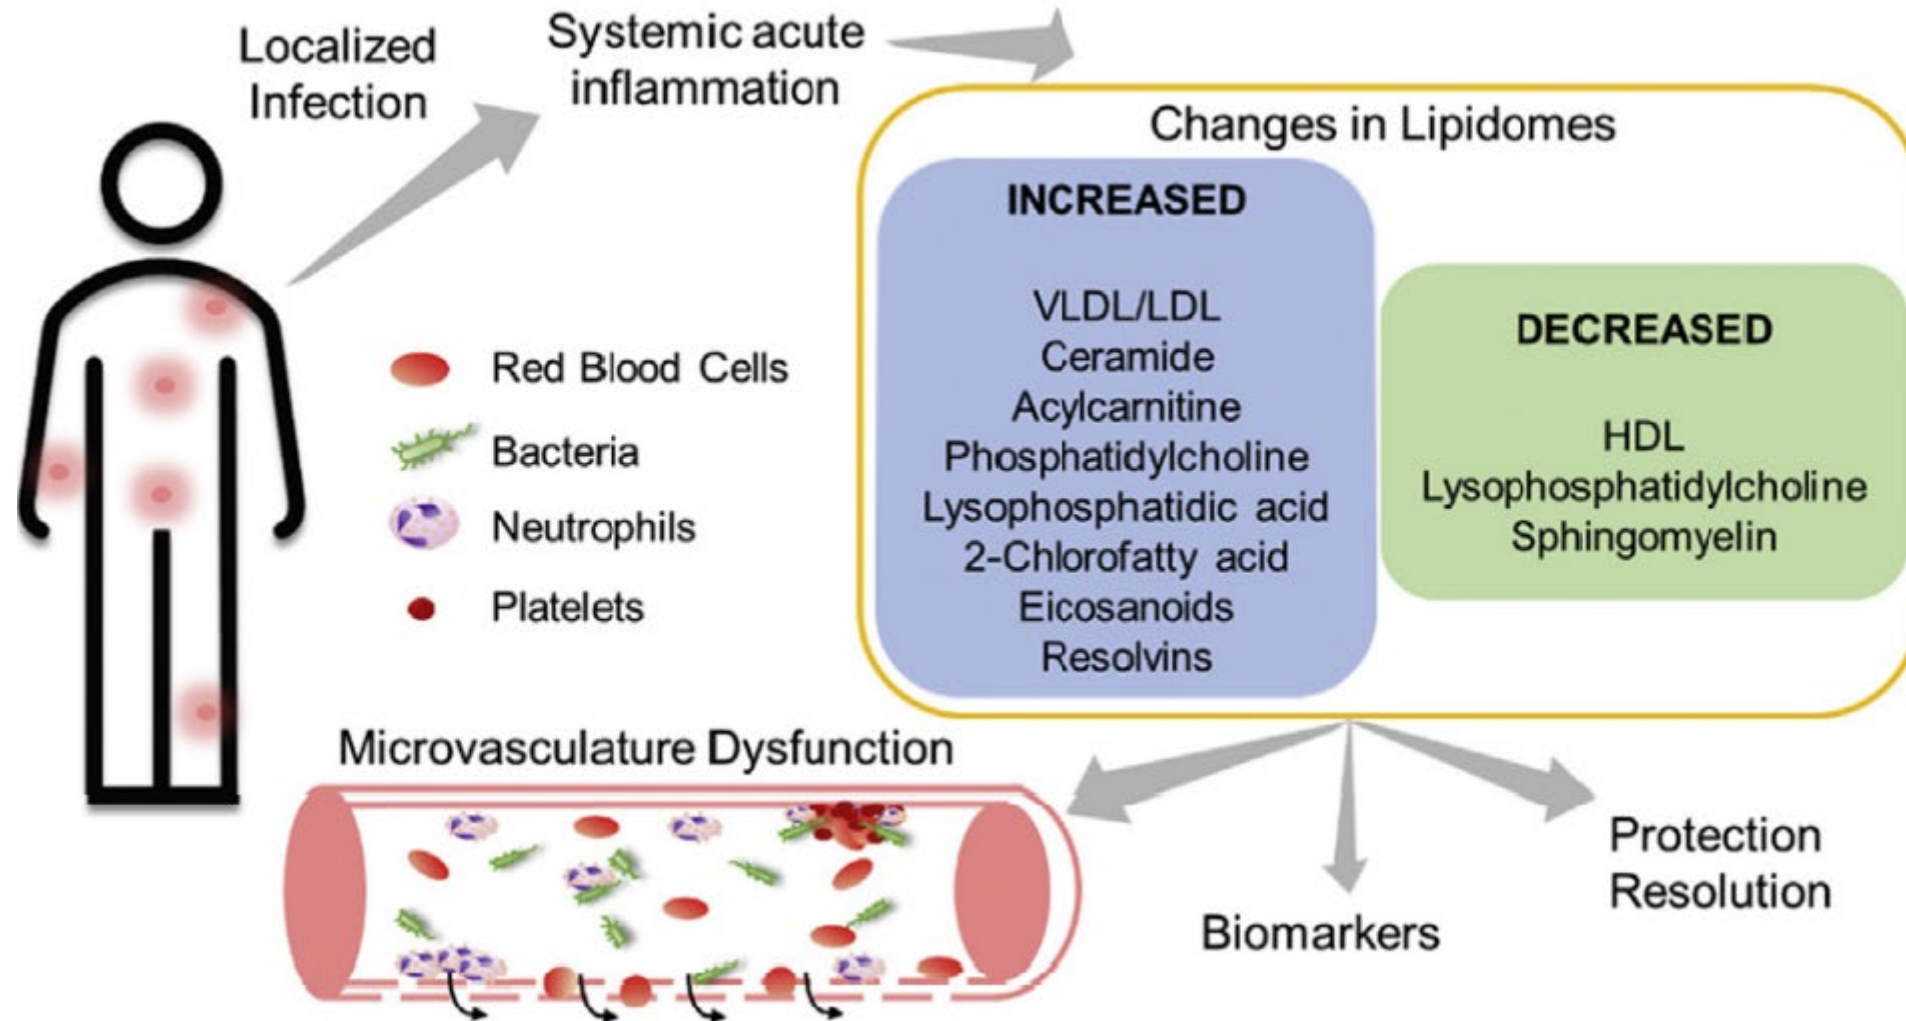 Localized
Infection
Systemic acute
inflammation
Changes in Lipidomes
INCREASED
VLDL/LDL
Ceramide
Acylcarnitine
Phosphatidylcholine
Lysophosphatidic acid
2-Chlorofatty acid
Eicosanoids
Resolvins
DECREASED
HDL
Lysophosphatidylcholine
Sphingomyelin
Red Blood Cells
Bacteria
Neutrophils
Platelets
Microvasculature Dysfunction
Biomarkers
Protection
Resolution